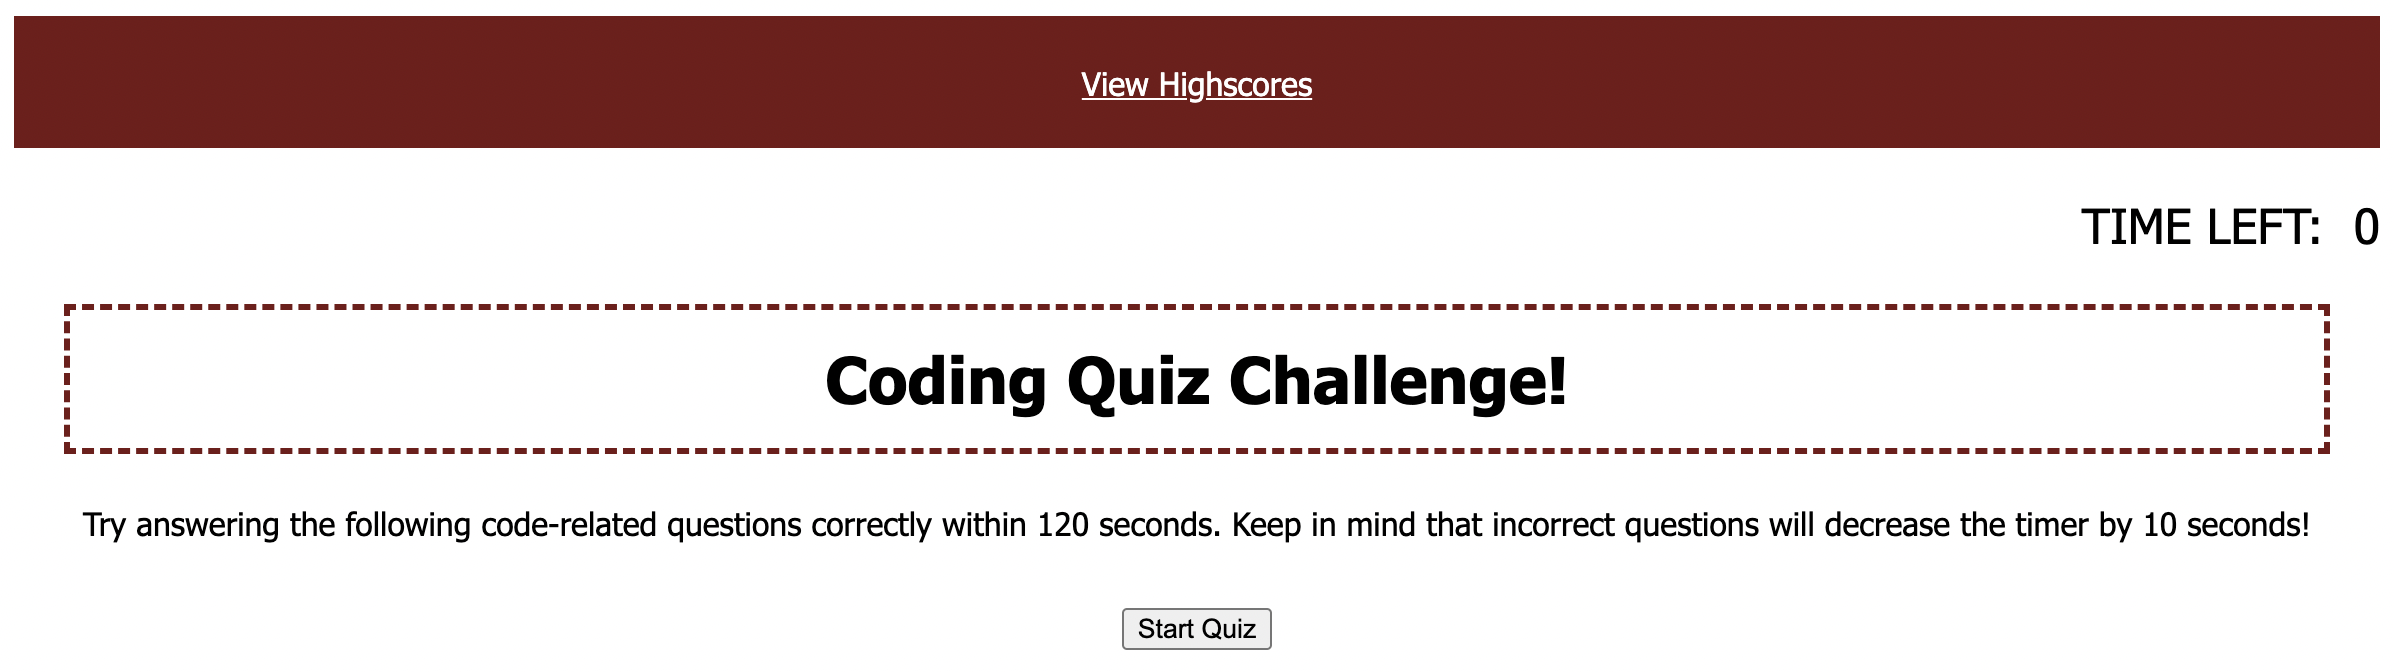 View Highscores
TIME LEFT: 0
Coding Quiz Challenge!
Try answering the following code-related questions correctly within 120 seconds. Keep in mind that incorrect questions will decrease the timer by 10 seconds!
Start Quiz